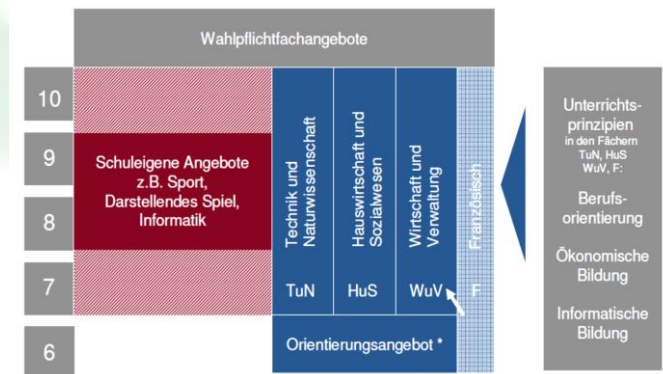 Wahlpflichtfachangebote
10
9
8
7
6
Schuleigene Angebote
z.B. Sport,
Darstellendes Spiel,
Informatik
Technik und
Naturwissenschaft
TuN
Hauswirtschaft und
Sozialwesen
HuS
Wirtschaft und
Verwaltung
WuV
Französisch
F
Orientierungsangebot *
Unterrichts-
prinzipien
in den Fächern
TuN, HuS
WuV, F:
Berufs-
orientierung
Ökonomische
Bildung
Informatische
Bildung